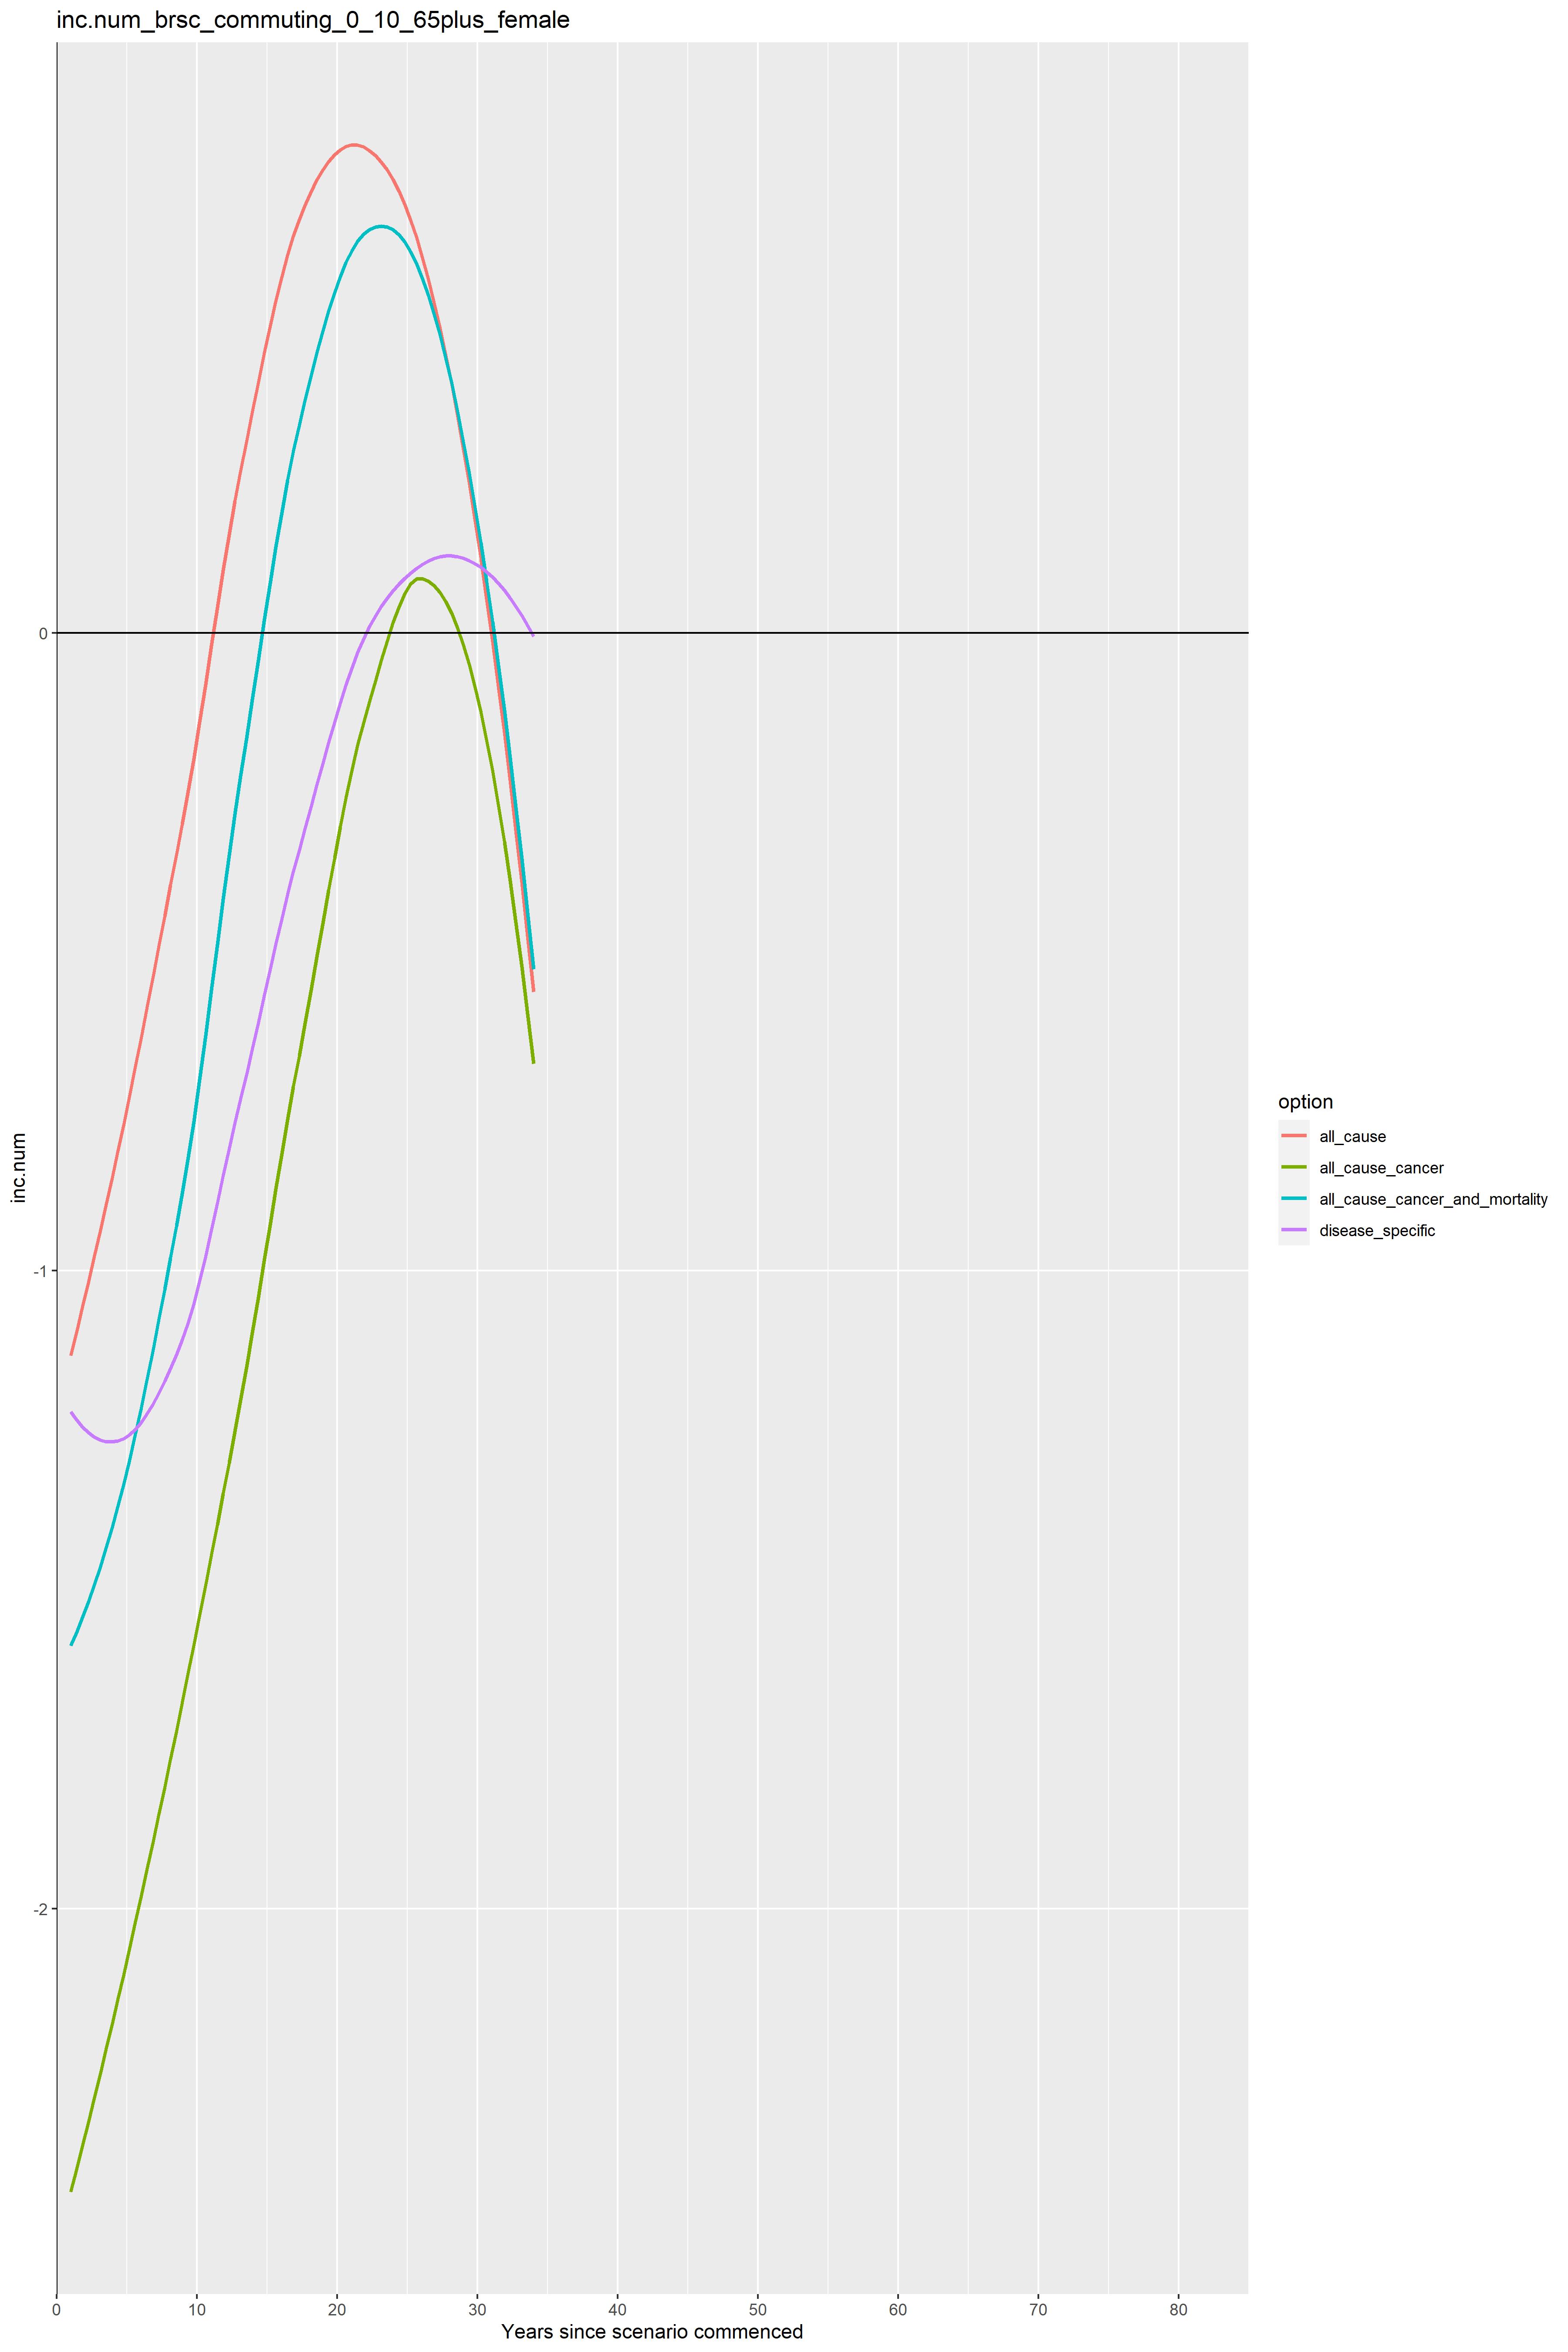 inc.num_brsc_commuting_0_10_65plus_female
inc.num
0
-1
-2
0 10 20 30 40 50 60 70 80
Years since scenario commenced
option
all_cause
all_cause_cancer
all_cause_cancer_and_mortality
disease_specific